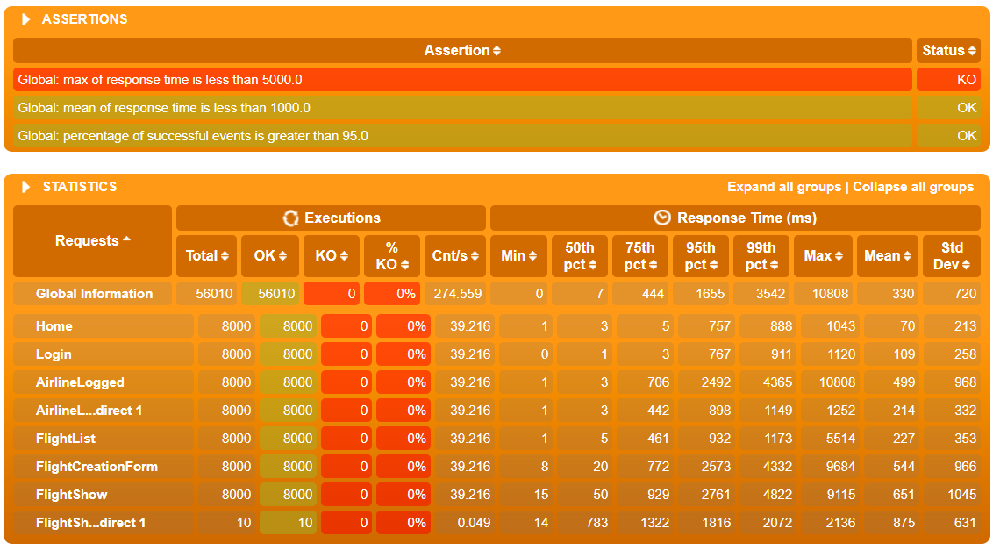 ASSERTIONS
Assertion Status
Global: max of response time is less than 5000.0 KO
Global: mean of response time is less than 1000.0 OK
Global: percentage of successful events is greater than 95.0 OK
STATISTICS Expand all groups | Collapse all groups
Requests Executions Response Time (ms)
Total OK KO % KO Cnt/s Min 50th pct 75th pct 95th pct 99th pct Max Mean Std Dev
Global Information 56010 56010 0 0% 274.559 0 7 444 1655 3542 10808 330 720
Home 8000 8000 0 0% 39.216 1 3 5 757 888 1043 70 213
Login 8000 8000 0 0% 39.216 0 1 3 767 911 1120 109 258
AirlineLogged 8000 8000 0 0% 39.216 1 3 706 2492 4365 10808 499 968
AirlineL...direct 1 8000 8000 0 0% 39.216 1 3 442 898 1149 1252 214 332
FlightList 8000 8000 0 0% 39.216 1 5 461 932 1173 5514 227 353
FlightCreationForm 8000 8000 0 0% 39.216 8 20 772 2573 4332 9684 544 966
FlightShow 8000 8000 0 0% 39.216 15 50 929 2761 4822 9115 651 1045
FlightSh...direct 1 10 10 0 0% 0.049 14 783 1322 1816 2072 2136 875 631